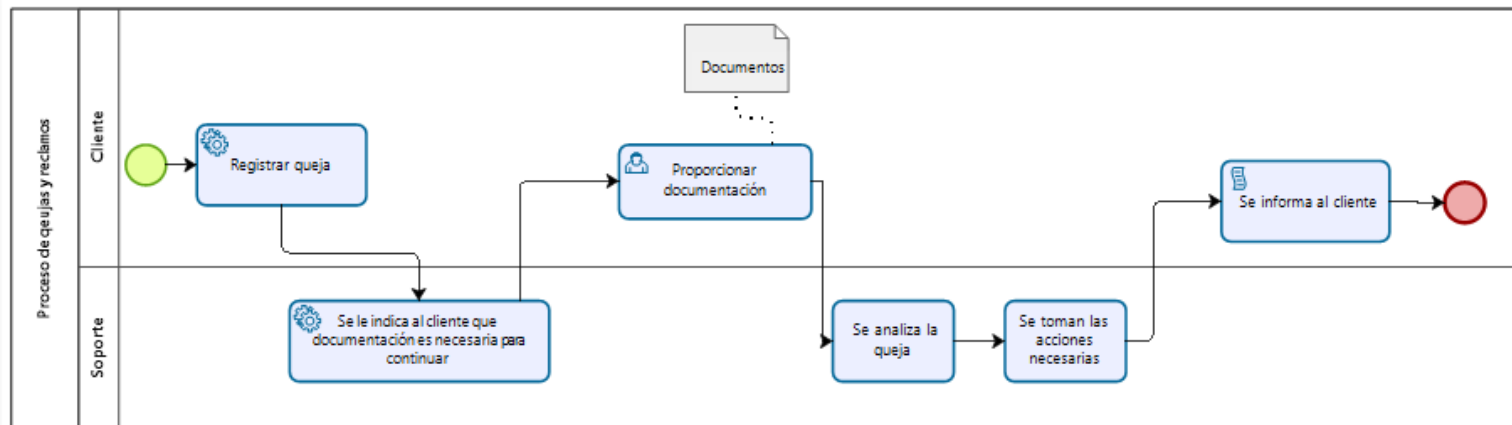 Proceso de qeujas y reclamos
Cliente
Soporte
Documentos
Registrar queja
Proporcionar
documentación
Se informa al cliente
Se le indica al cliente que
documentación es necesaria para
continuar
Se analiza la
queja
Se toman las
acciones
necesarias